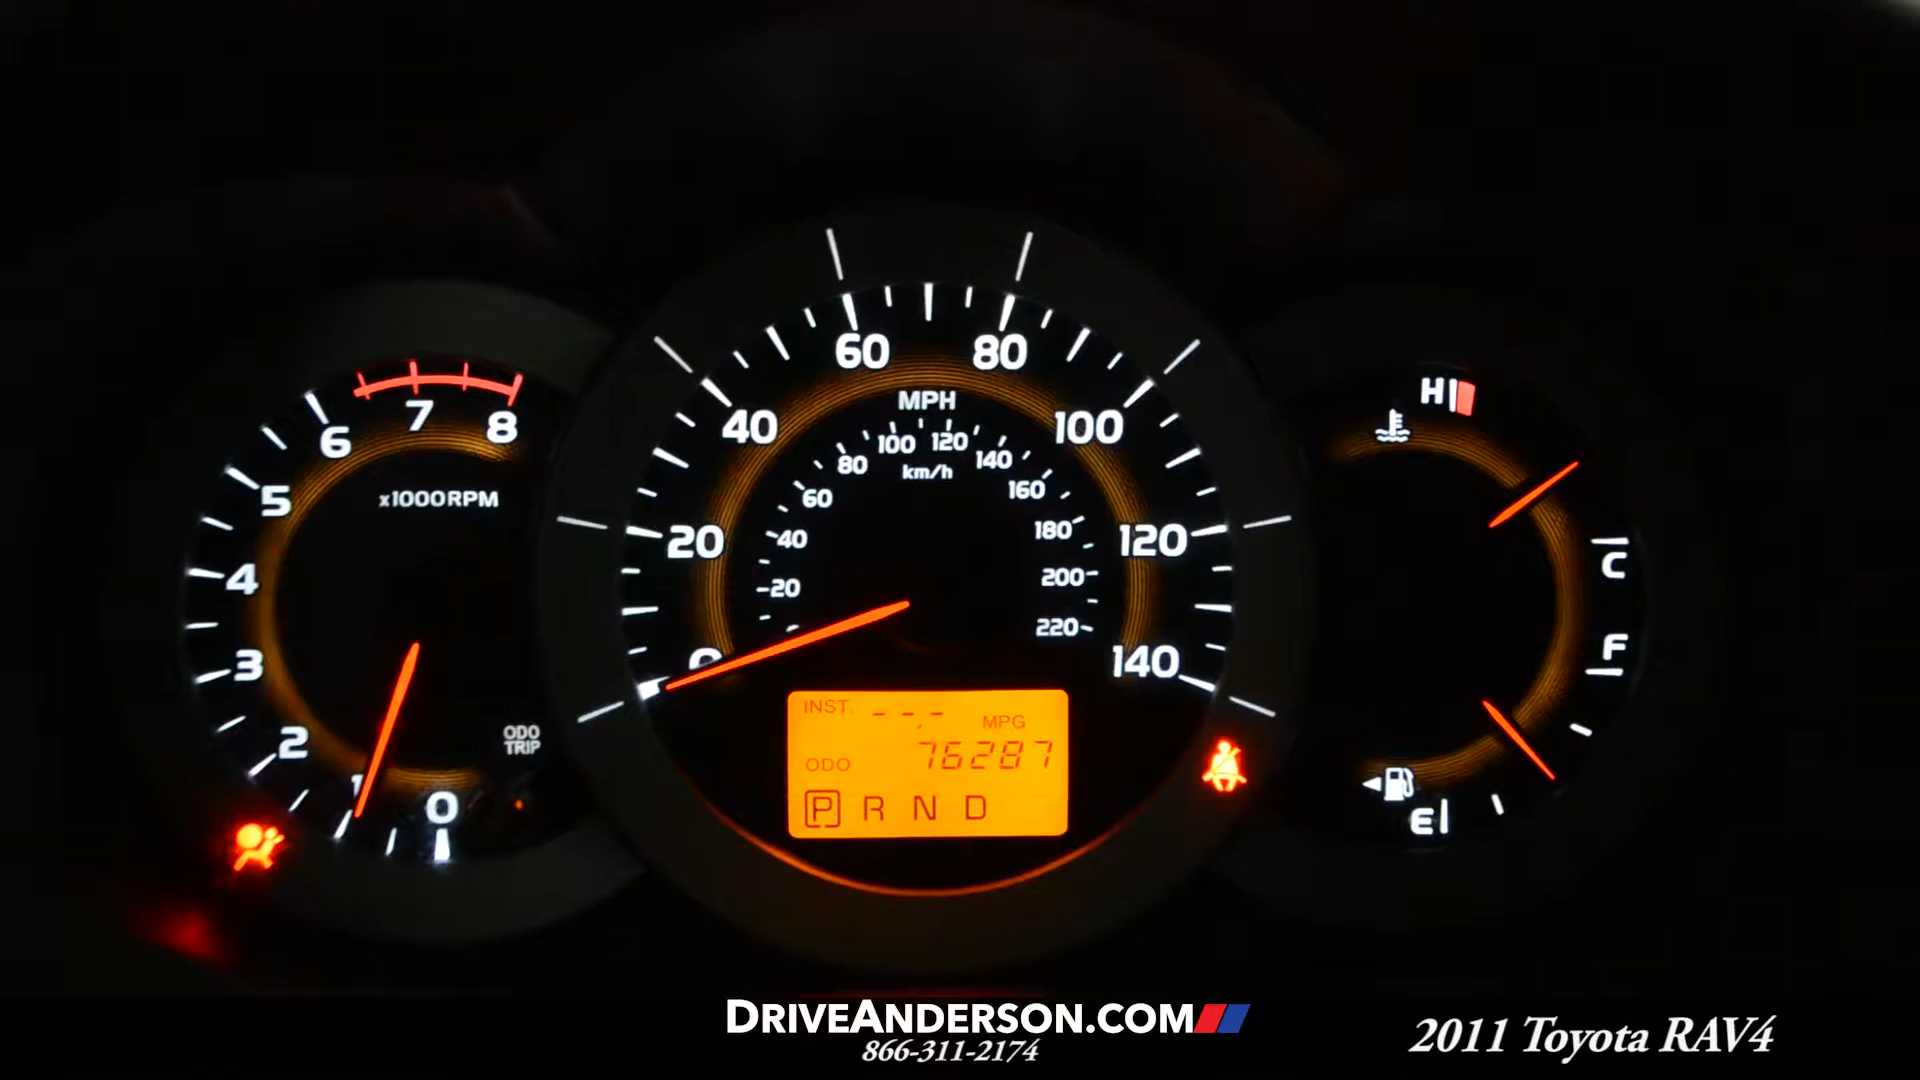 60 80
40 MPH 100
100 120
80 km/h 140
60 160
40 180
20 200
220
20 120
0 140
6 7 8
x1000RPM
5
4
3
2
1
0
ODO
TRIP
INST. --.- MPG
ODO 76287
P R N D
H
C
F
E
DRIVEANDERSON.COM
866-311-2174
2011 Toyota RAV4